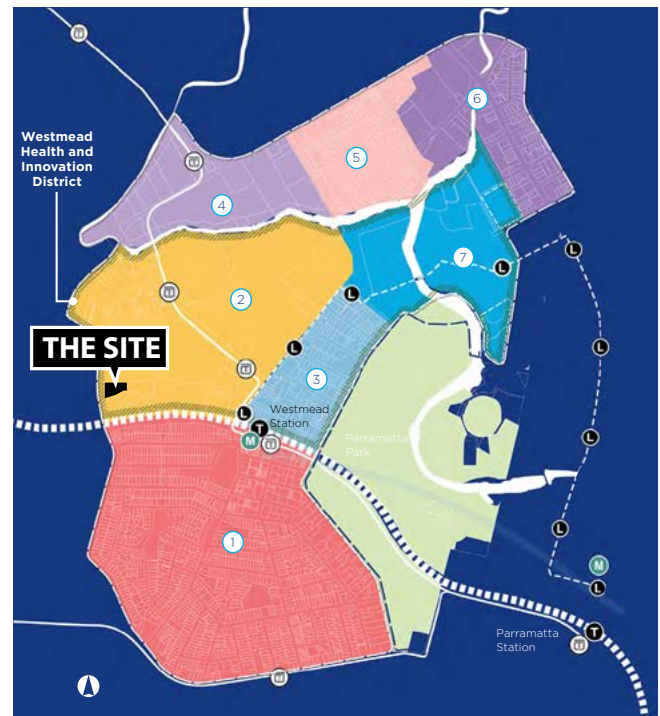 6
Westmead
Health and
Innovation
District
5
4
7
2
L
L
L
L
THE SITE
L
3
L
Westmead
Station
L
T
M
Parramatta
Park
L
1
L
M
L
Parramatta
Station
T